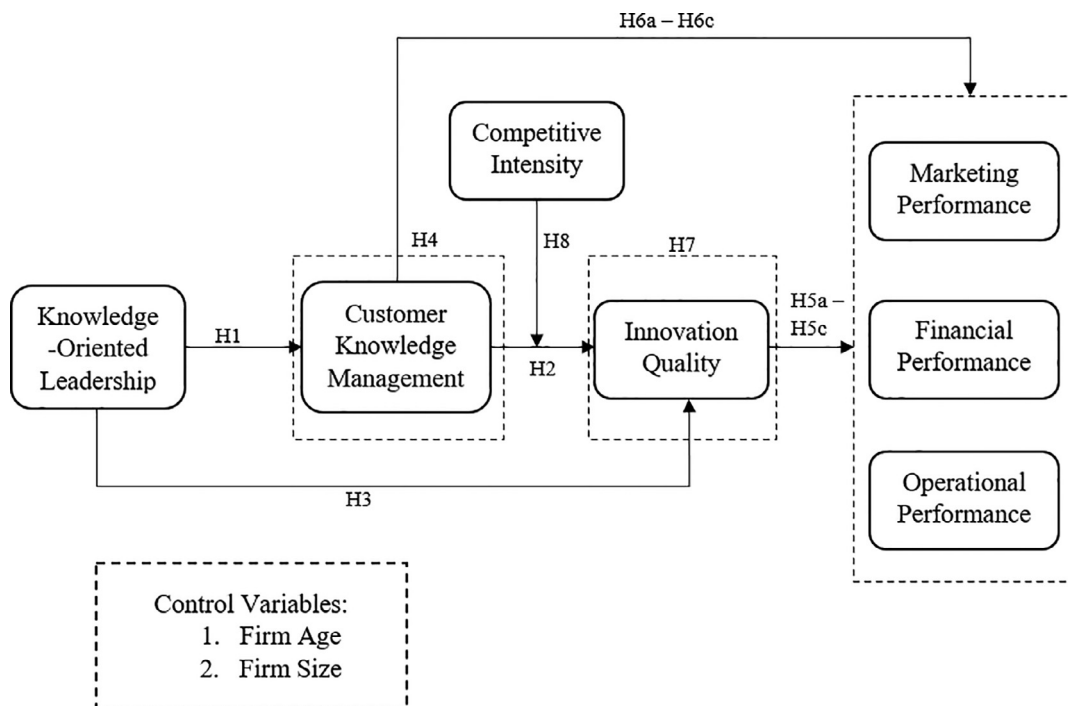 H6a – H6c
Competitive
Intensity
Marketing
Performance
H4
H8
H7
Knowledge
-Oriented
Leadership
H1
Customer
Knowledge
Management
H2
Innovation
Quality
H5a –
H5c
Financial
Performance
H3
Operational
Performance
Control Variables:
1. Firm Age
2. Firm Size